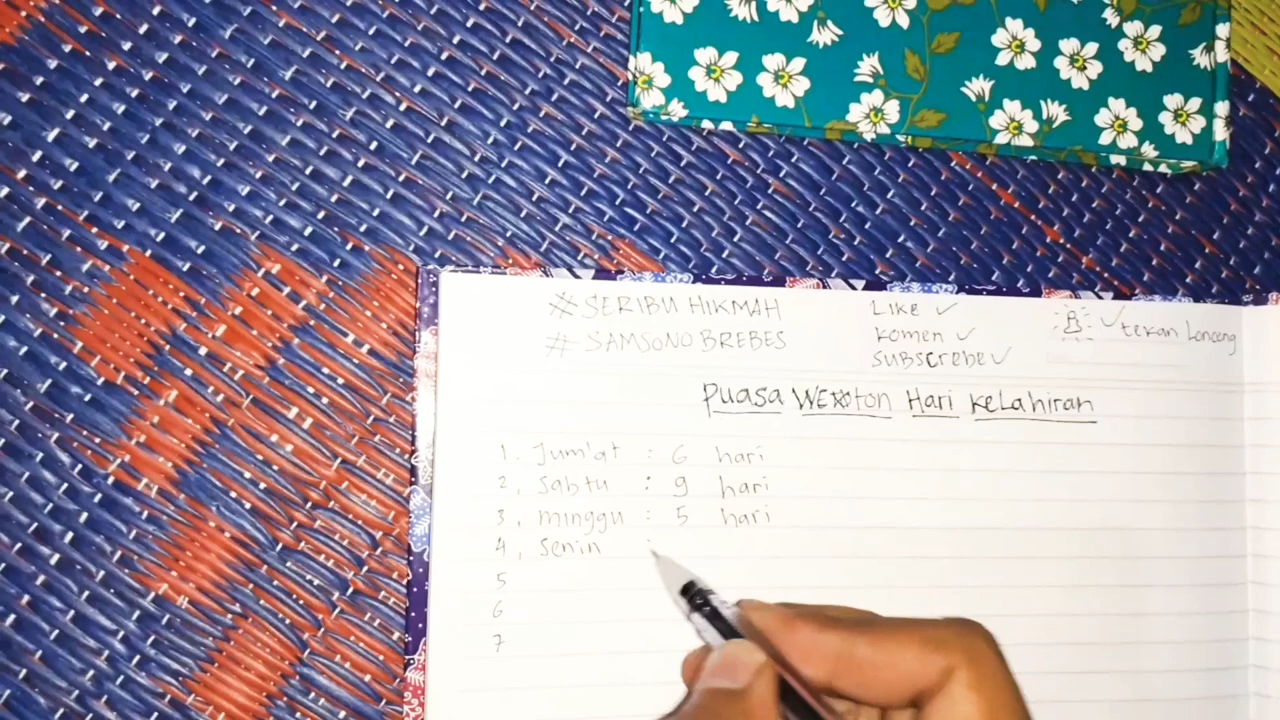 #SERIBU HIKMAH
#SAMSONO BREBES
Like ✓
Komen ✓
Subscrebe ✓
✓ tekan Lonceng
Puasa Weton Hari Kelahiran
1. Jum'at : 6 hari
2, Sabtu : 9 hari
3, minggu : 5 hari
4, Senin :
5
6
7